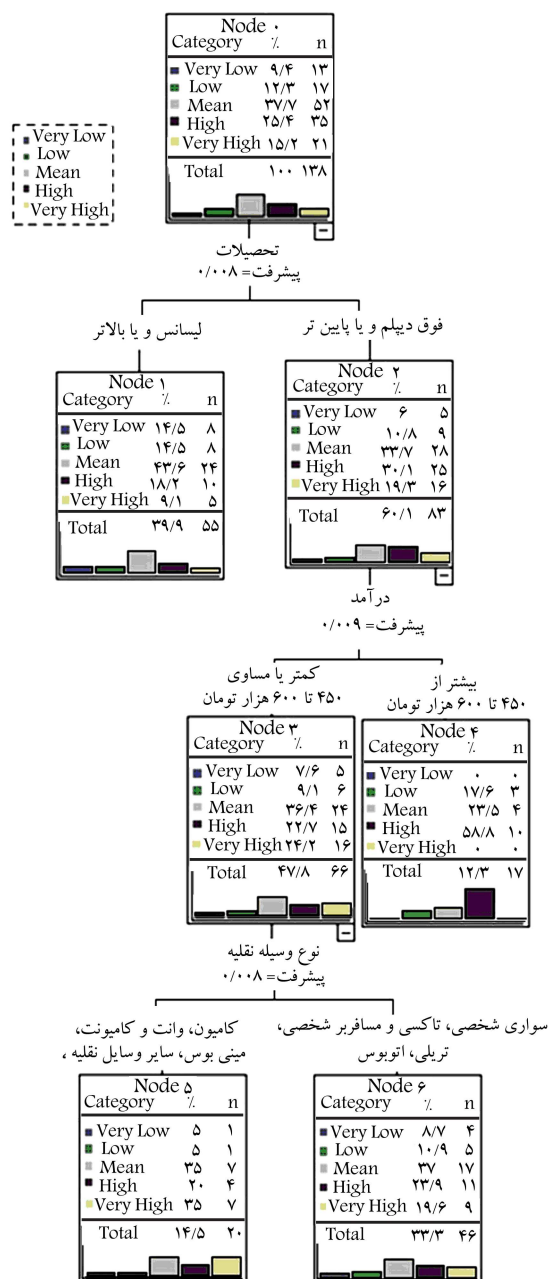 Node ۰
Category ٪ n
Very Low ۹/۴ ۱۳
Low ۱۲/۳ ۱۷
Mean ۳۷/۷ ۵۲
High ۲۵/۴ ۳۵
Very High ۱۵/۲ ۲۱
Total ۱۰۰ ۱۳۸
Very Low
Low
Mean
High
Very High
تحصیلات
پیشرفت= ۰/۰۰۸
لیسانس و یا بالاتر
فوق دیپلم و یا پایین تر
Node ۱
Category ٪ n
Very Low ۱۴/۵ ۸
Low ۱۴/۵ ۸
Mean ۴۳/۶ ۲۴
High ۱۸/۲ ۱۰
Very High ۹/۱ ۵
Total ۳۹/۹ ۵۵
Node ۲
Category ٪ n
Very Low ۶ ۵
Low ۱۰/۸ ۹
Mean ۳۳/۷ ۲۸
High ۳۰/۱ ۲۵
Very High ۱۹/۳ ۱۶
Total ۶۰/۱ ۸۳
درآمد
پیشرفت= ۰/۰۰۹
کمتر یا مساوی
۴۵۰ تا ۶۰۰ هزار تومان
بیشتر از
۴۵۰ تا ۶۰۰ هزار تومان
Node ۳
Category ٪ n
Very Low ۷/۶ ۵
Low ۹/۱ ۶
Mean ۳۶/۴ ۲۴
High ۲۲/۷ ۱۵
Very High ۲۴/۲ ۱۶
Total ۴۷/۸ ۶۶
Node ۴
Category ٪ n
Very Low ۰ ۰
Low ۱۷/۶ ۳
Mean ۲۳/۵ ۴
High ۵۸/۸ ۱۰
Very High ۰ ۰
Total ۱۲/۳ ۱۷
نوع وسیله نقلیه
پیشرفت= ۰/۰۰۸
کامیون، وانت و کامیونت،
مینی بوس، سایر وسایل نقلیه ،
سواری شخصی، تاکسی و مسافربر شخصی،
تریلی، اتوبوس
Node ۵
Category ٪ n
Very Low ۵ ۱
Low ۵ ۱
Mean ۳۵ ۷
High ۲۰ ۴
Very High ۳۵ ۷
Total ۱۴/۵ ۲۰
Node ۶
Category ٪ n
Very Low ۸/۷ ۴
Low ۱۰/۹ ۵
Mean ۳۷ ۱۷
High ۲۳/۹ ۱۱
Very High ۱۹/۶ ۹
Total ۳۳/۳ ۴۶